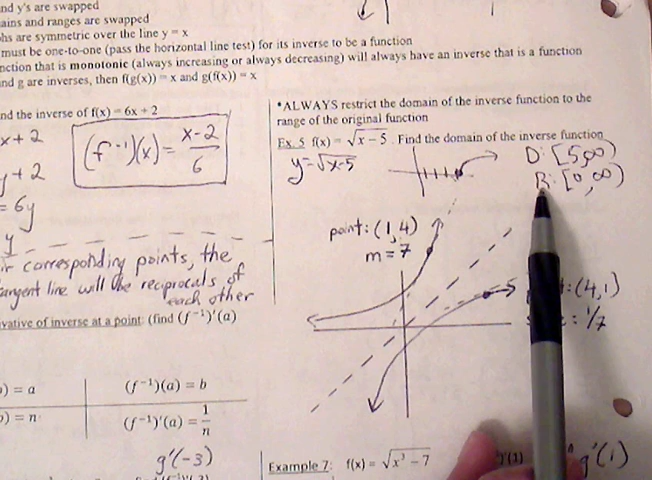 nd y's are swapped
ains and ranges are swapped
hs are symmetric over the line y = x
must be one-to-one (pass the horizontal line test) for its inverse to be a function
nction that is monotonic (always increasing or always decreasing) will always have an inverse that is a function
nd g are inverses, then f(g(x)) = x and g(f(x)) = x
nd the inverse of f(x) = 6x + 2
x + 2
(f⁻¹)(x) = x-2/6
y + 2
= 6y
y
ir corresponding points, the
tangent line will be reciprocals of
each other
vative of inverse at a point: (find (f⁻¹)'(a)
) = a
(f⁻¹)(a) = b
) = n
(f⁻¹)'(a) = 1/n
g'(-3)
*ALWAYS restrict the domain of the inverse function to the
range of the original function
Ex. 5 f(x) = √x − 5 . Find the domain of the inverse function
y = √x-5
D: [5,∞)
R: [0,∞)
point: (1,4)
m = 7
:(4,1)
: 1/7
Example 7: f(x) = √x³ − 7
g'(1)